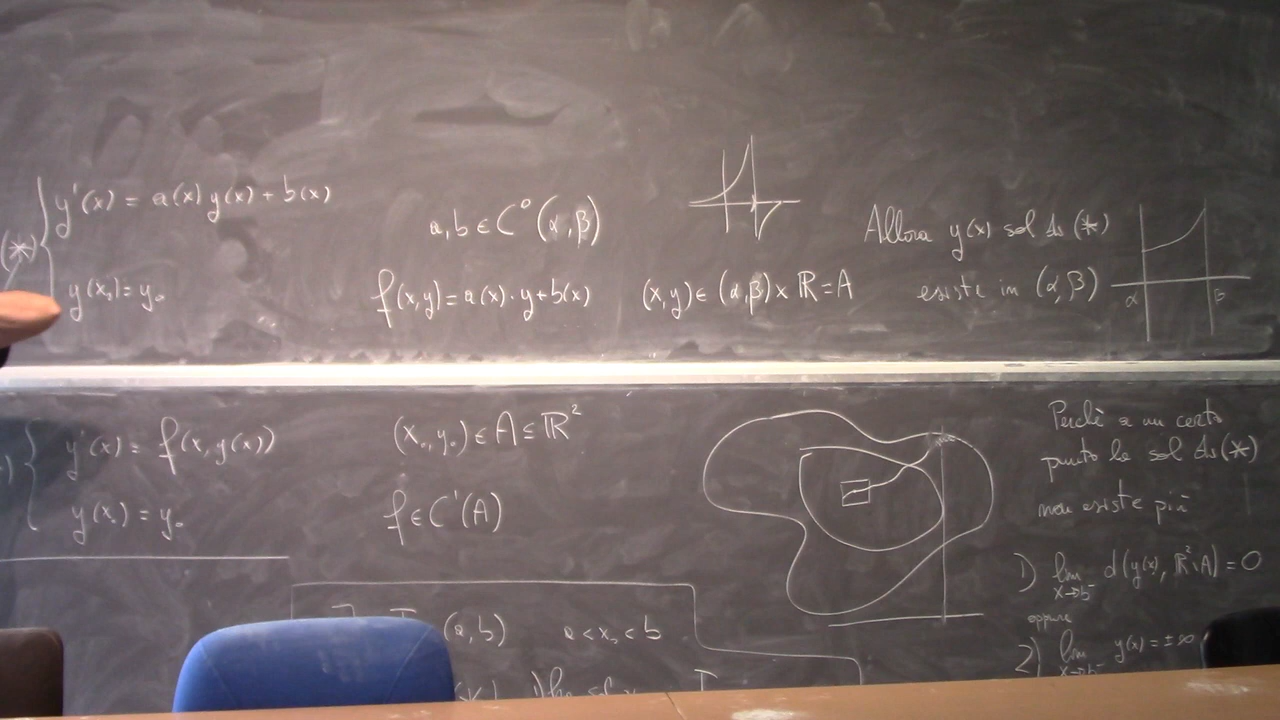 (*) { y'(x) = a(x) y(x) + b(x)
y(x₀) = y₀
a, b ∈ C⁰(α, β)
f(x,y) = a(x)·y + b(x)
(x,y) ∈ (α,β) × ℝ = A
Allora y(x) sol di (*)
esiste in (α, β)
α β
{ y'(x) = f(x, y(x))
y(x₀) = y₀
(x₀, y₀) ∈ A ⊆ ℝ²
f ∈ C¹(A)
(a, b) a < x₀ < b
Perchè a un certo
punto la sol di (*)
non esiste più
1) lim d(y(x), ℝ²\A) = 0
x→b⁻
oppure
2) lim y(x) = ±∞
x→b⁻